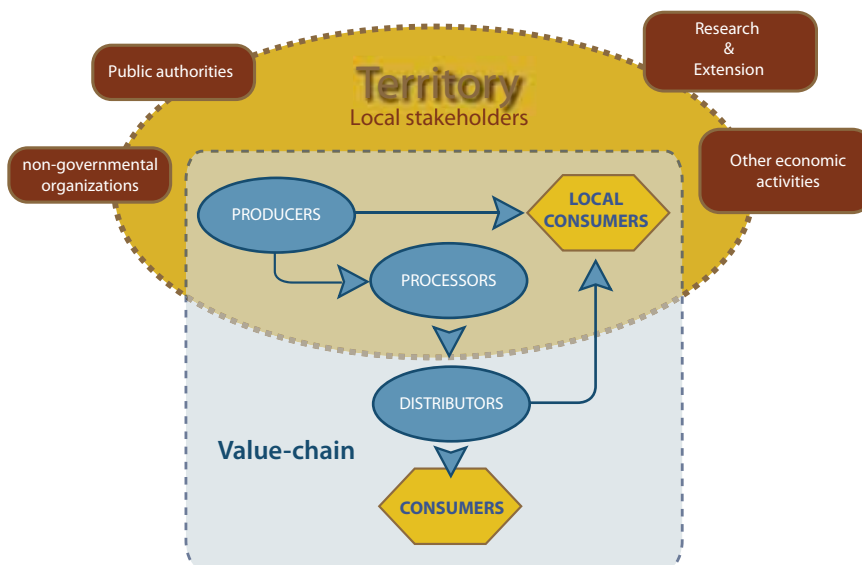 Research
&
Extension
Public authorities
Territory
Local stakeholders
non-governmental
organizations
Other economic
activities
PRODUCERS
LOCAL
CONSUMERS
PROCESSORS
DISTRIBUTORS
Value-chain
CONSUMERS